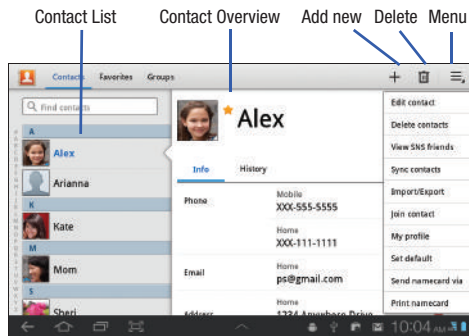 Contact List Contact Overview Add new Delete Menu
Contacts Favorites Groups
Find contacts
A
Alex
Arianna
K
Kate
M
Mom
S
Sheri
Alex
Info History
Phone
Mobile
XXX-555-5555
Home
XXX-111-1111
Email
Home
ps@gmail.com
Address
Home
1234 Anywhere Drive
Edit contact
Delete contacts
View SNS friends
Sync contacts
Import/Export
Join contact
My profile
Set default
Send namecard via
Print namecard
10:04 AM